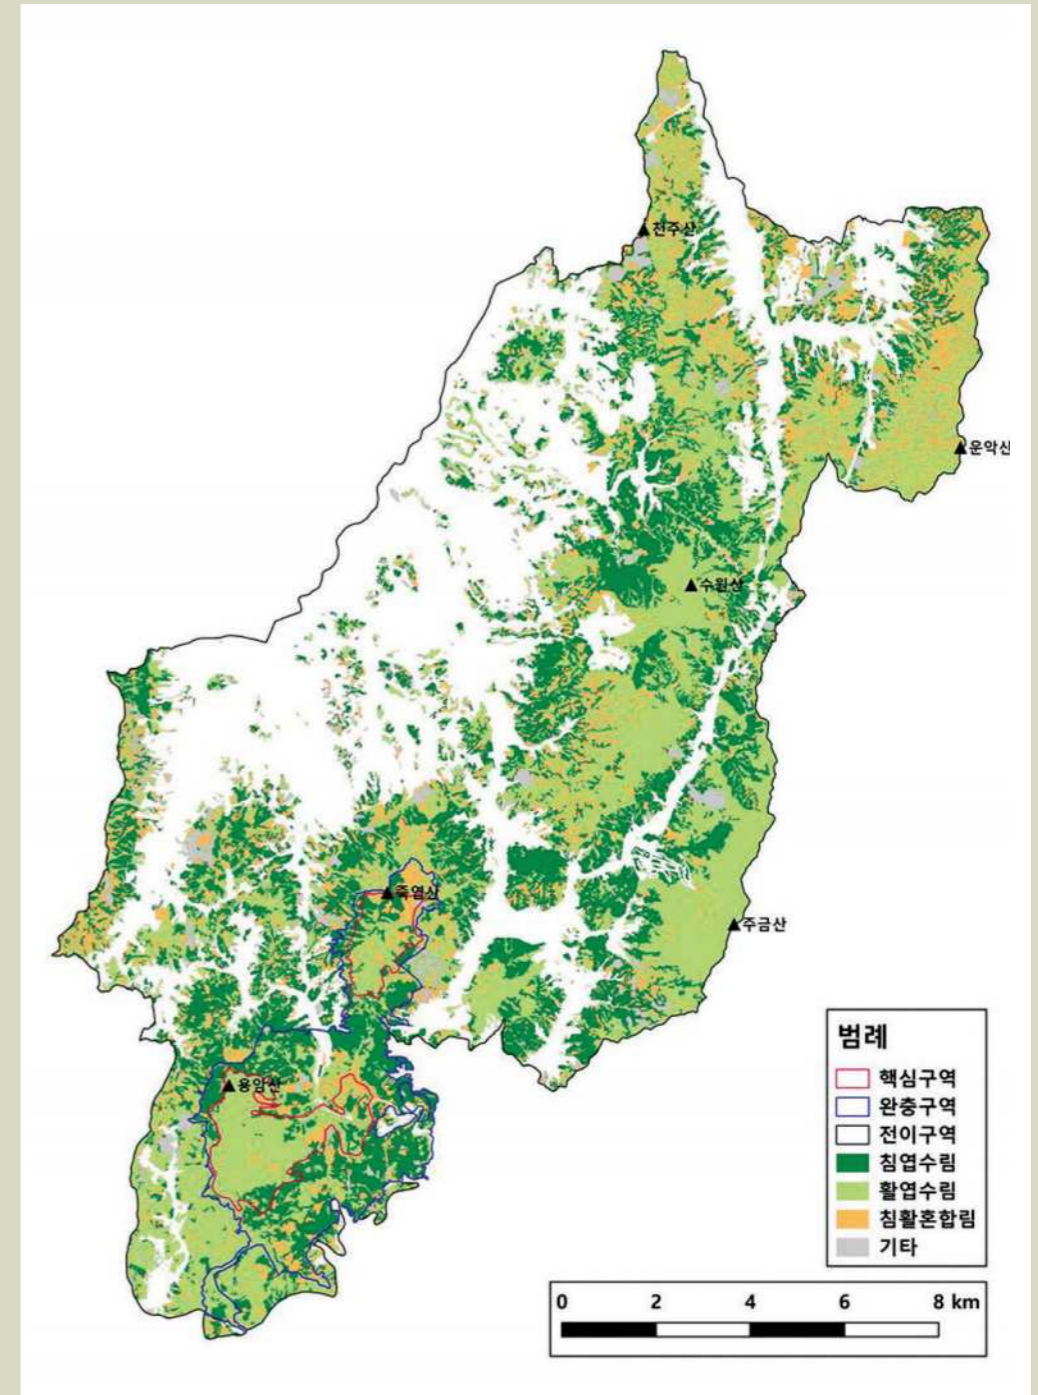 ▲천주산
▲운악산
▲수원산
▲죽엽산
▲주금산
▲용암산
범례
핵심구역
완충구역
전이구역
침엽수림
활엽수림
침활혼합림
기타
0 2 4 6 8 km